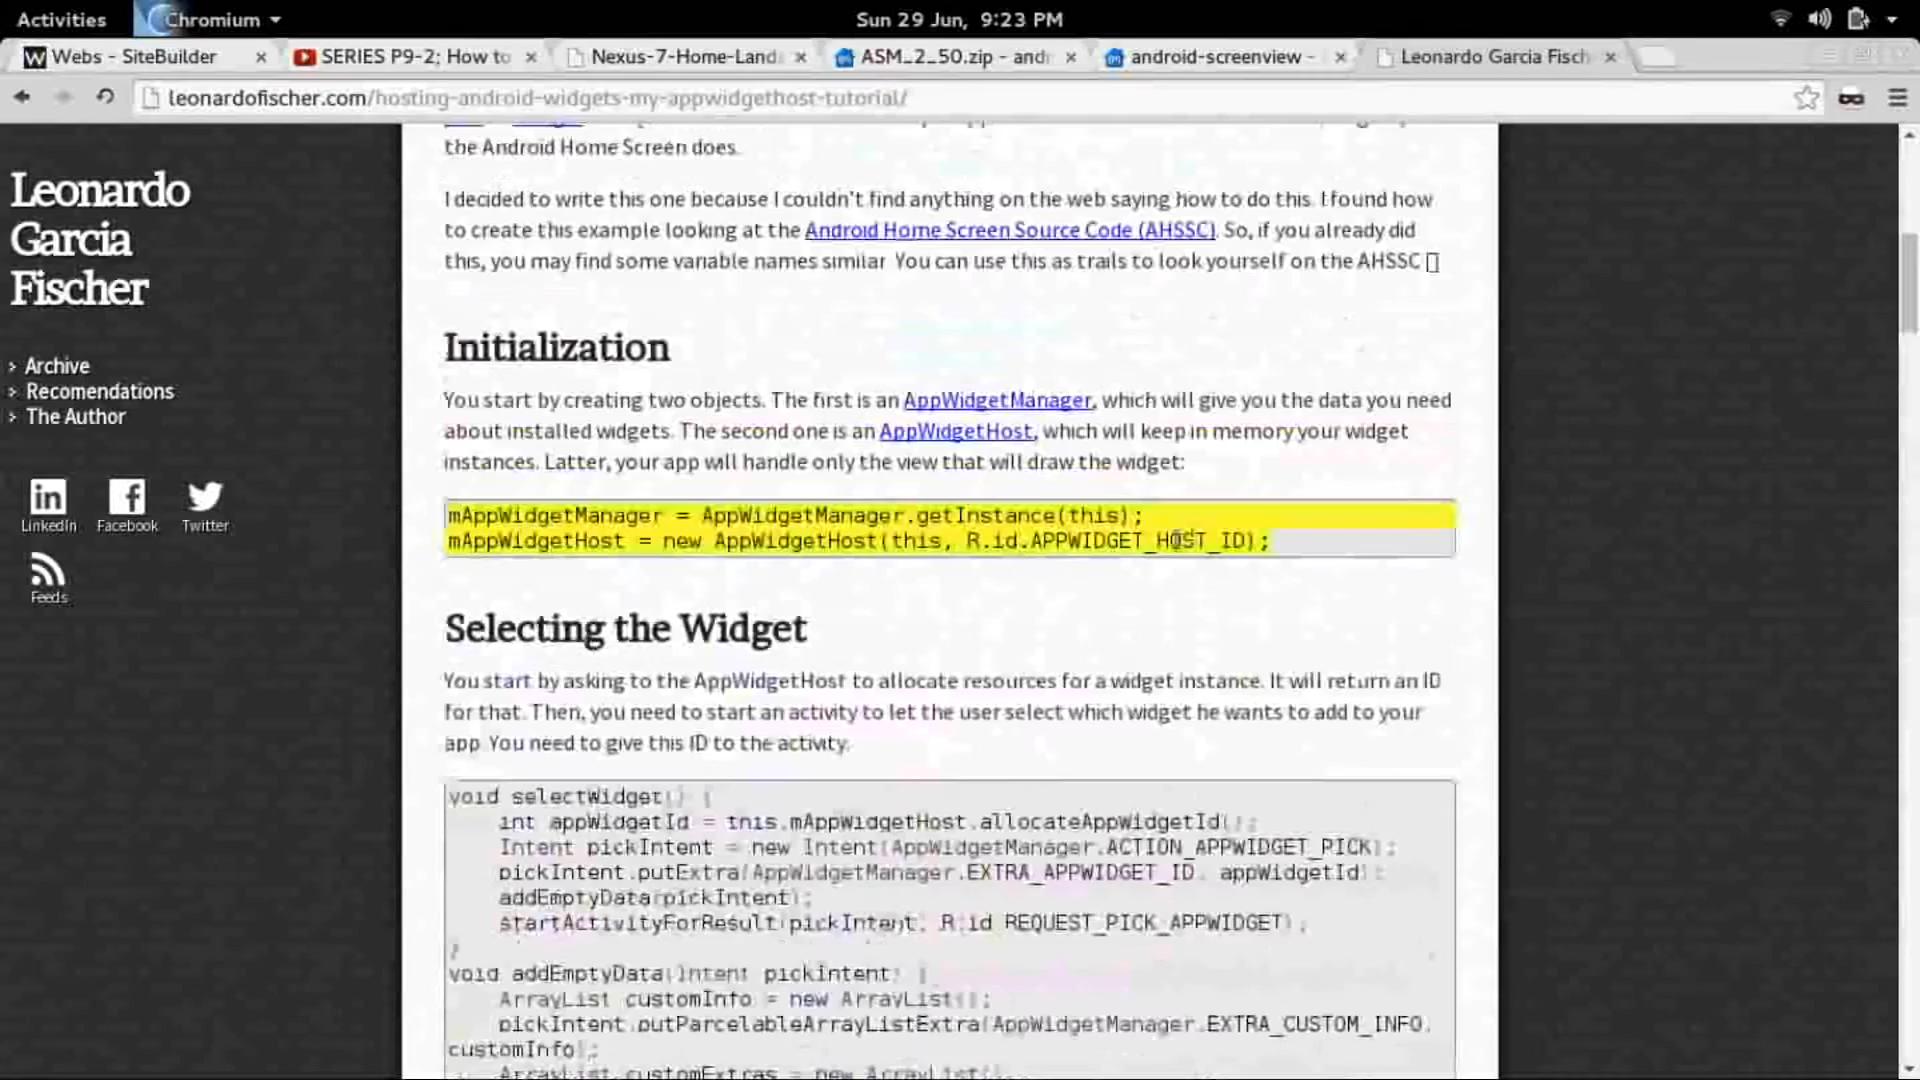 Activities
Chromium
Sun 29 Jun, 9:23 PM
Webs - SiteBuilder
SERIES P9-2; How to
Nexus-7-Home-Land
ASM_2_50.zip - and
android-screenview -
Leonardo Garcia Fisch
leonardofischer.com/hosting-android-widgets-my-appwidgethost-tutorial/
Leonardo
Garcia
Fischer
> Archive
> Recomendations
> The Author
in
LinkedIn
f
Facebook
Twitter
Feeds
the Android Home Screen does.
I decided to write this one because I couldn't find anything on the web saying how to do this. I found how
to create this example looking at the Android Home Screen Source Code (AHSSC). So, if you already did
this, you may find some variable names similar. You can use this as trails to look yourself on the AHSSC
Initialization
You start by creating two objects. The first is an AppWidgetManager, which will give you the data you need
about installed widgets. The second one is an AppWidgetHost, which will keep in memory your widget
instances. Latter, your app will handle only the view that will draw the widget:
mAppWidgetManager = AppWidgetManager.getInstance(this);
mAppWidgetHost = new AppWidgetHost(this, R.id.APPWIDGET_HOST_ID);
Selecting the Widget
You start by asking to the AppWidgetHost to allocate resources for a widget instance. It will return an ID
for that. Then, you need to start an activity to let the user select which widget he wants to add to your
app. You need to give this ID to the activity.
void selectWidget() {
int appWidgetId = this.mAppWidgetHost.allocateAppWidgetId();
Intent pickIntent = new Intent(AppWidgetManager.ACTION_APPWIDGET_PICK);
pickIntent.putExtra(AppWidgetManager.EXTRA_APPWIDGET_ID, appWidgetId);
addEmptyData(pickIntent);
startActivityForResult(pickIntent, R.id.REQUEST_PICK_APPWIDGET);
}
void addEmptyData(Intent pickIntent) {
ArrayList customInfo = new ArrayList();
pickIntent.putParcelableArrayListExtra(AppWidgetManager.EXTRA_CUSTOM_INFO,
customInfo);
ArrayList customExtras = new ArrayList();